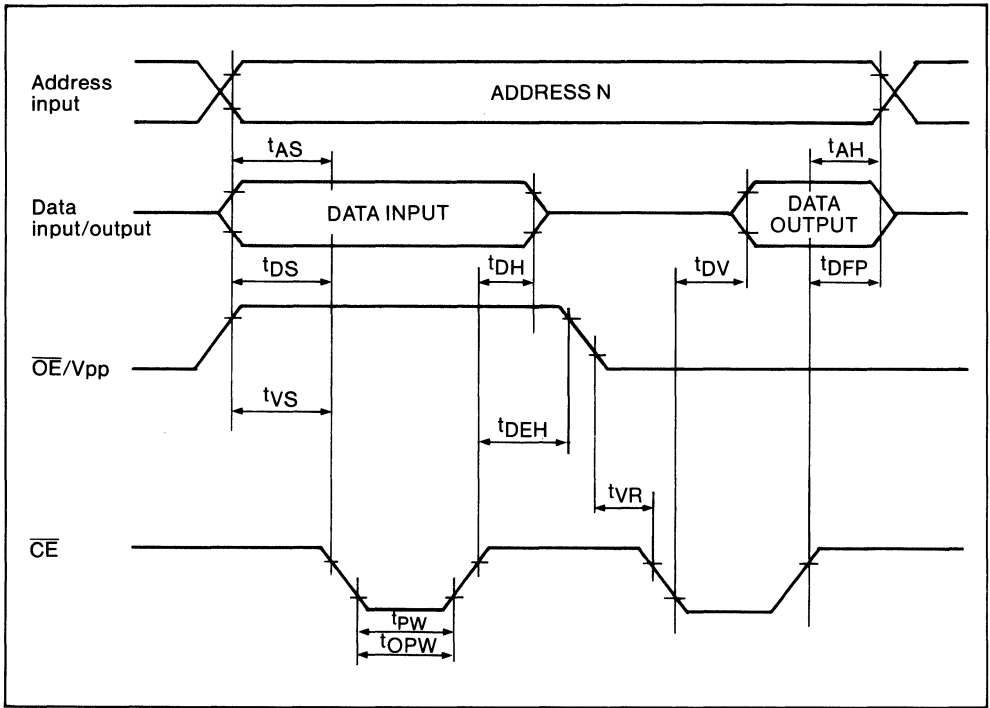 Address
input
ADDRESS N
tAS
tAH
Data
input/output
DATA INPUT
DATA
OUTPUT
tDS
tDH
tDV
tDFP
OE/Vpp
tVS
tDEH
tVR
CE
tPW
tOPW